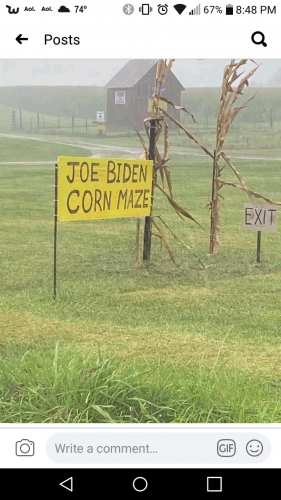 Aol. Aol. 74° 67% 8:48 PM
Posts
JOE BIDEN
CORN MAZE
EXIT
Write a comment...
GIF